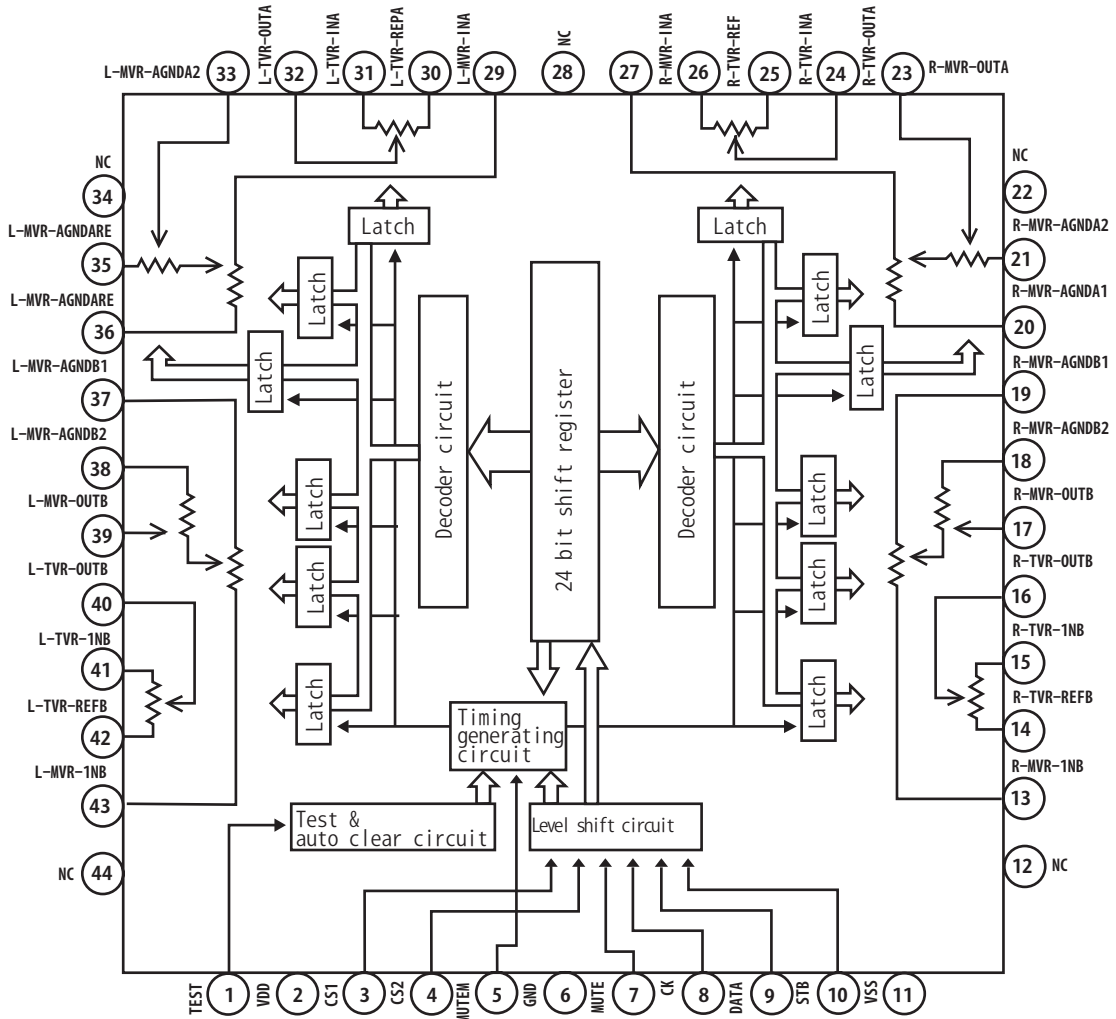 L-MVR-AGNDA2
33
L-TVR-OUTA
32
L-TVR-INA
31
L-TVR-REPA
30
L-MVR-INA
29
NC
28
27
R-MVR-INA
26
R-TVR-REF
25
R-TVR-INA
24
R-TVR-OUTA
23
R-MVR-OUTA
NC
34
L-MVR-AGNDARE
35
L-MVR-AGNDARE
36
L-MVR-AGNDB1
37
L-MVR-AGNDB2
38
L-MVR-OUTB
39
L-TVR-OUTB
40
L-TVR-1NB
41
L-TVR-REFB
42
L-MVR-1NB
43
NC
44
Latch
Latch
Latch
Latch
Latch
Latch
Decoder circuit
24 bit shift register
Decoder circuit
Latch
Latch
Latch
Latch
Latch
Latch
Timing
generating
circuit
Test &
auto clear circuit
Level shift circuit
NC
22
R-MVR-AGNDA2
21
R-MVR-AGNDA1
20
R-MVR-AGNDB1
19
R-MVR-AGNDB2
18
R-MVR-OUTB
17
R-TVR-OUTB
16
R-TVR-1NB
15
R-TVR-REFB
14
R-MVR-1NB
13
12
NC
TEST
1
VDD
2
CS1
3
CS2
4
MUTEM
5
GND
6
MUTE
7
CK
8
DATA
9
STB
10
VSS
11